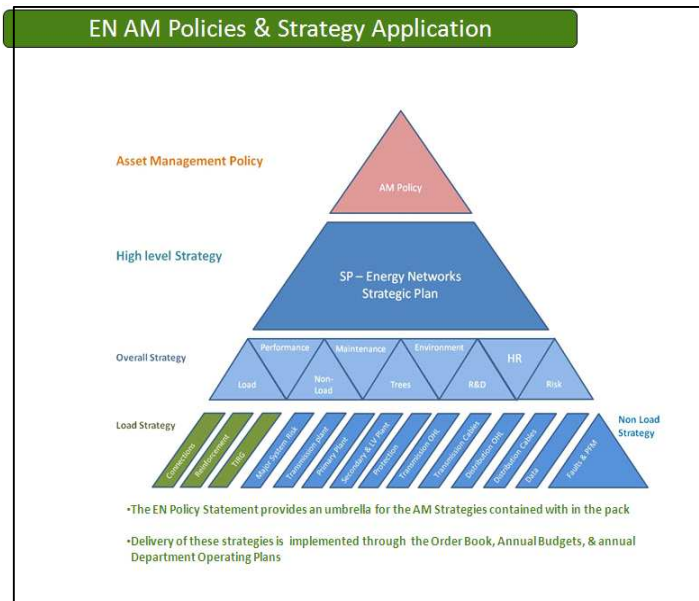 EN AM Policies & Strategy Application
Asset Management Policy
AM Policy
High level Strategy
SP – Energy Networks
Strategic Plan
Overall Strategy
Performance
Maintenance
Environment
HR
Load
Non-
Load
Trees
R&D
Risk
Load Strategy
Non Load
Strategy
Connections
Reinforcement
TIRG
Major System Risk
Transmission plant
Primary Plant
Secondary & LV Plant
Protection
Transmission OHL
Transmission Cables
Distribution OHL
Distribution Cables
Data
Faults & PFM
•The EN Policy Statement provides an umbrella for the AM Strategies contained with in the pack
•Delivery of these strategies is implemented through the Order Book, Annual Budgets, & annual
Department Operating Plans